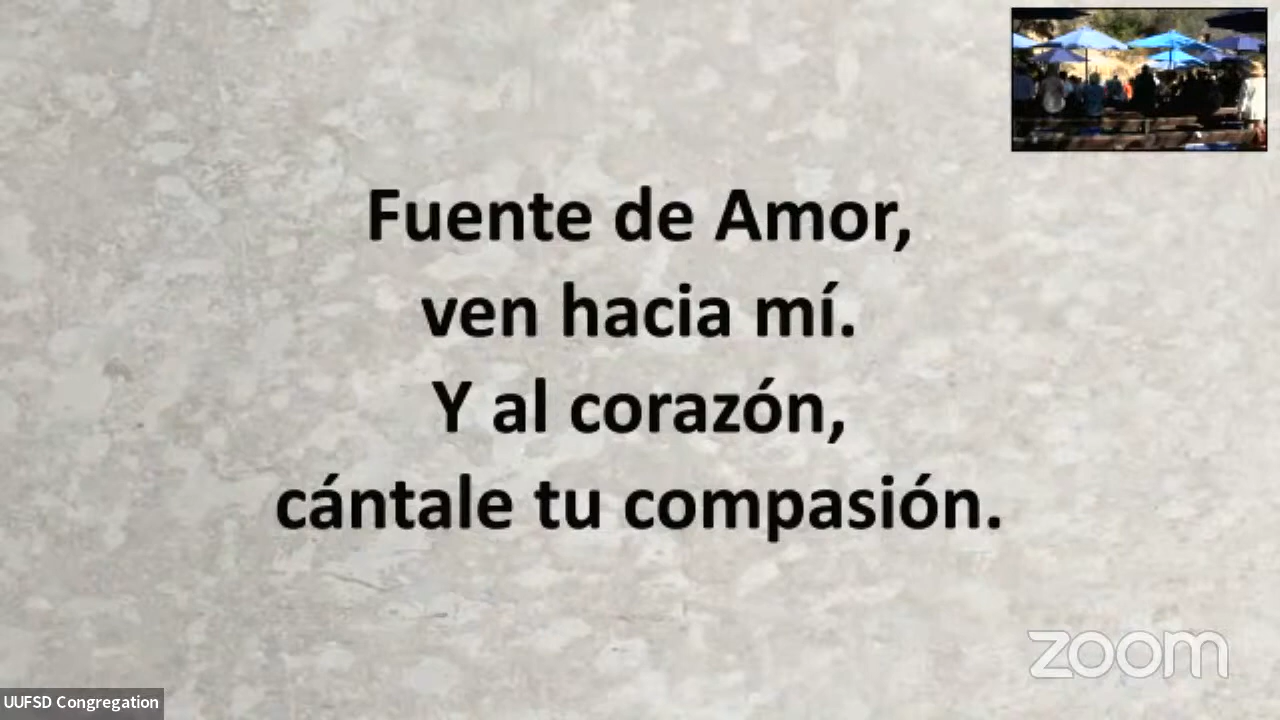 Fuente de Amor,
ven hacia mí.
Y al corazón,
cántale tu compasión.
zoom
UUFSD Congregation